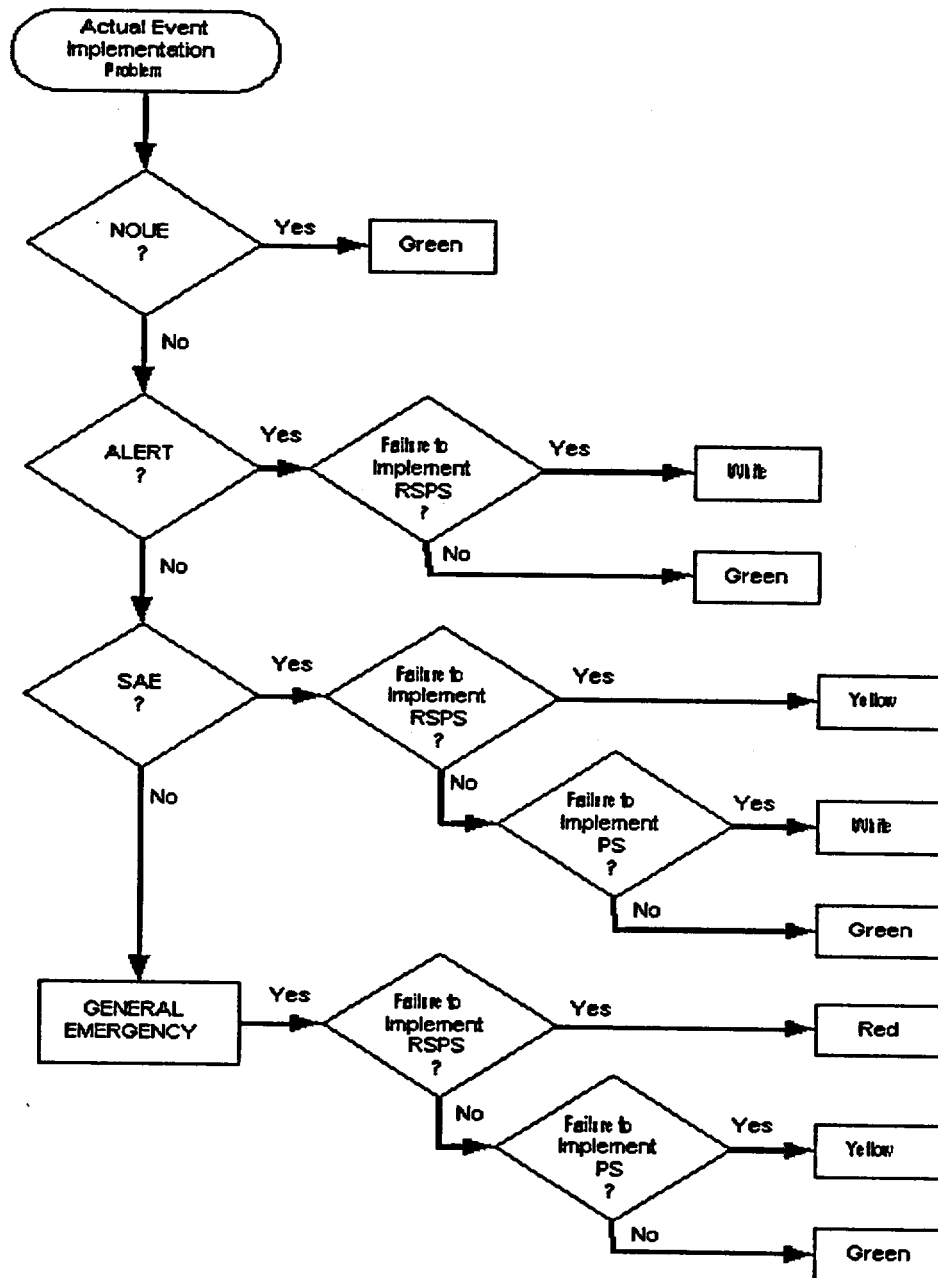 Actual Event
Implementation
Problem
NOUE
?
Yes
Green
No
ALERT
?
Yes
Failure to
Implement
RSPS
?
Yes
White
No
Green
No
SAE
?
Yes
Failure to
Implement
RSPS
?
Yes
Yellow
No
Failure to
Implement
PS
?
Yes
White
No
Green
No
GENERAL
EMERGENCY
Yes
Failure to
Implement
RSPS
?
Yes
Red
No
Failure to
Implement
PS
?
Yes
Yellow
No
Green